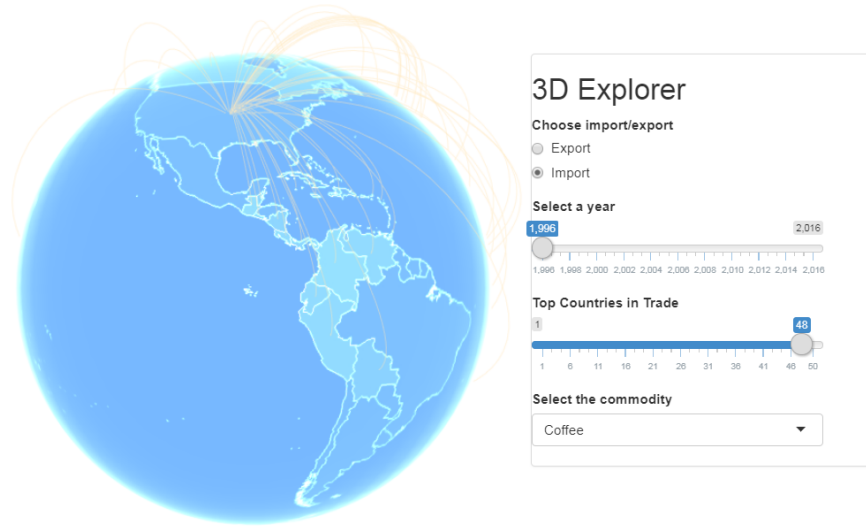 3D Explorer
Choose import/export
Export
Import
Select a year
1,996 2,016
1,996 1,998 2,000 2,002 2,004 2,006 2,008 2,010 2,012 2,014 2,016
Top Countries in Trade
1 48
1 6 11 16 21 26 31 36 41 46 50
Select the commodity
Coffee